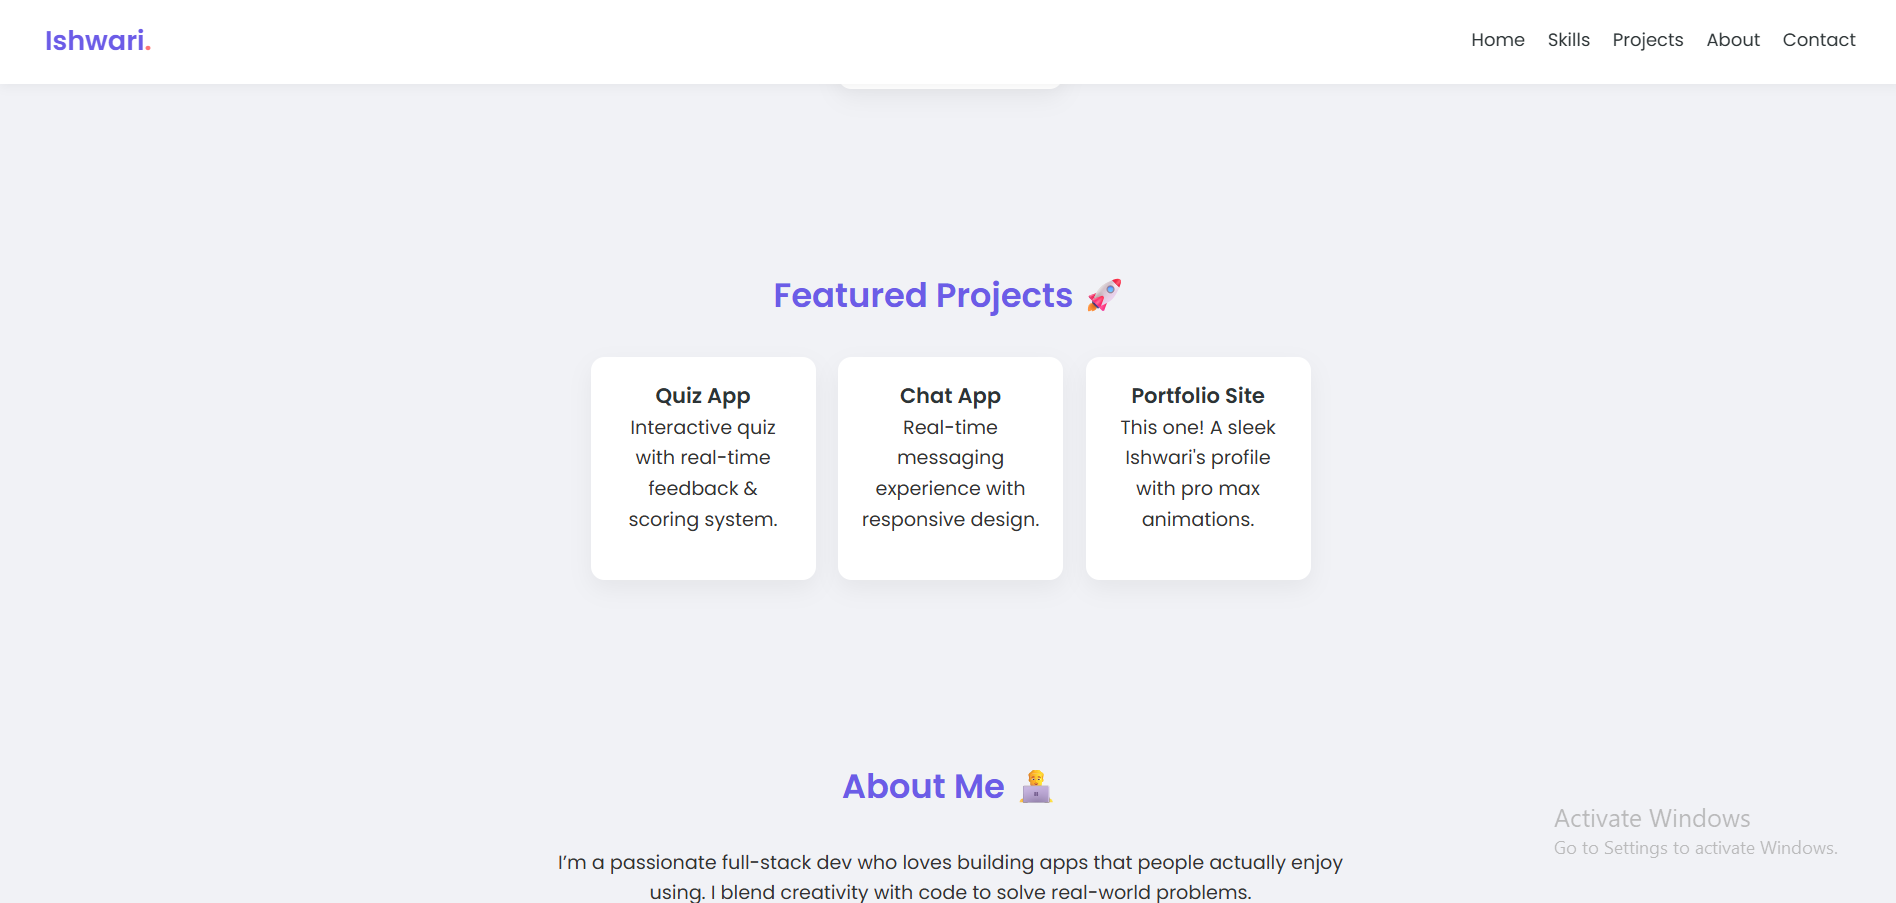 Ishwari.
Home Skills Projects About Contact
Featured Projects 🚀
Quiz App
Interactive quiz
with real-time
feedback &
scoring system.
Chat App
Real-time
messaging
experience with
responsive design.
Portfolio Site
This one! A sleek
Ishwari's profile
with pro max
animations.
About Me 🧑‍💻
I’m a passionate full-stack dev who loves building apps that people actually enjoy
using. I blend creativity with code to solve real-world problems.
Activate Windows
Go to Settings to activate Windows.